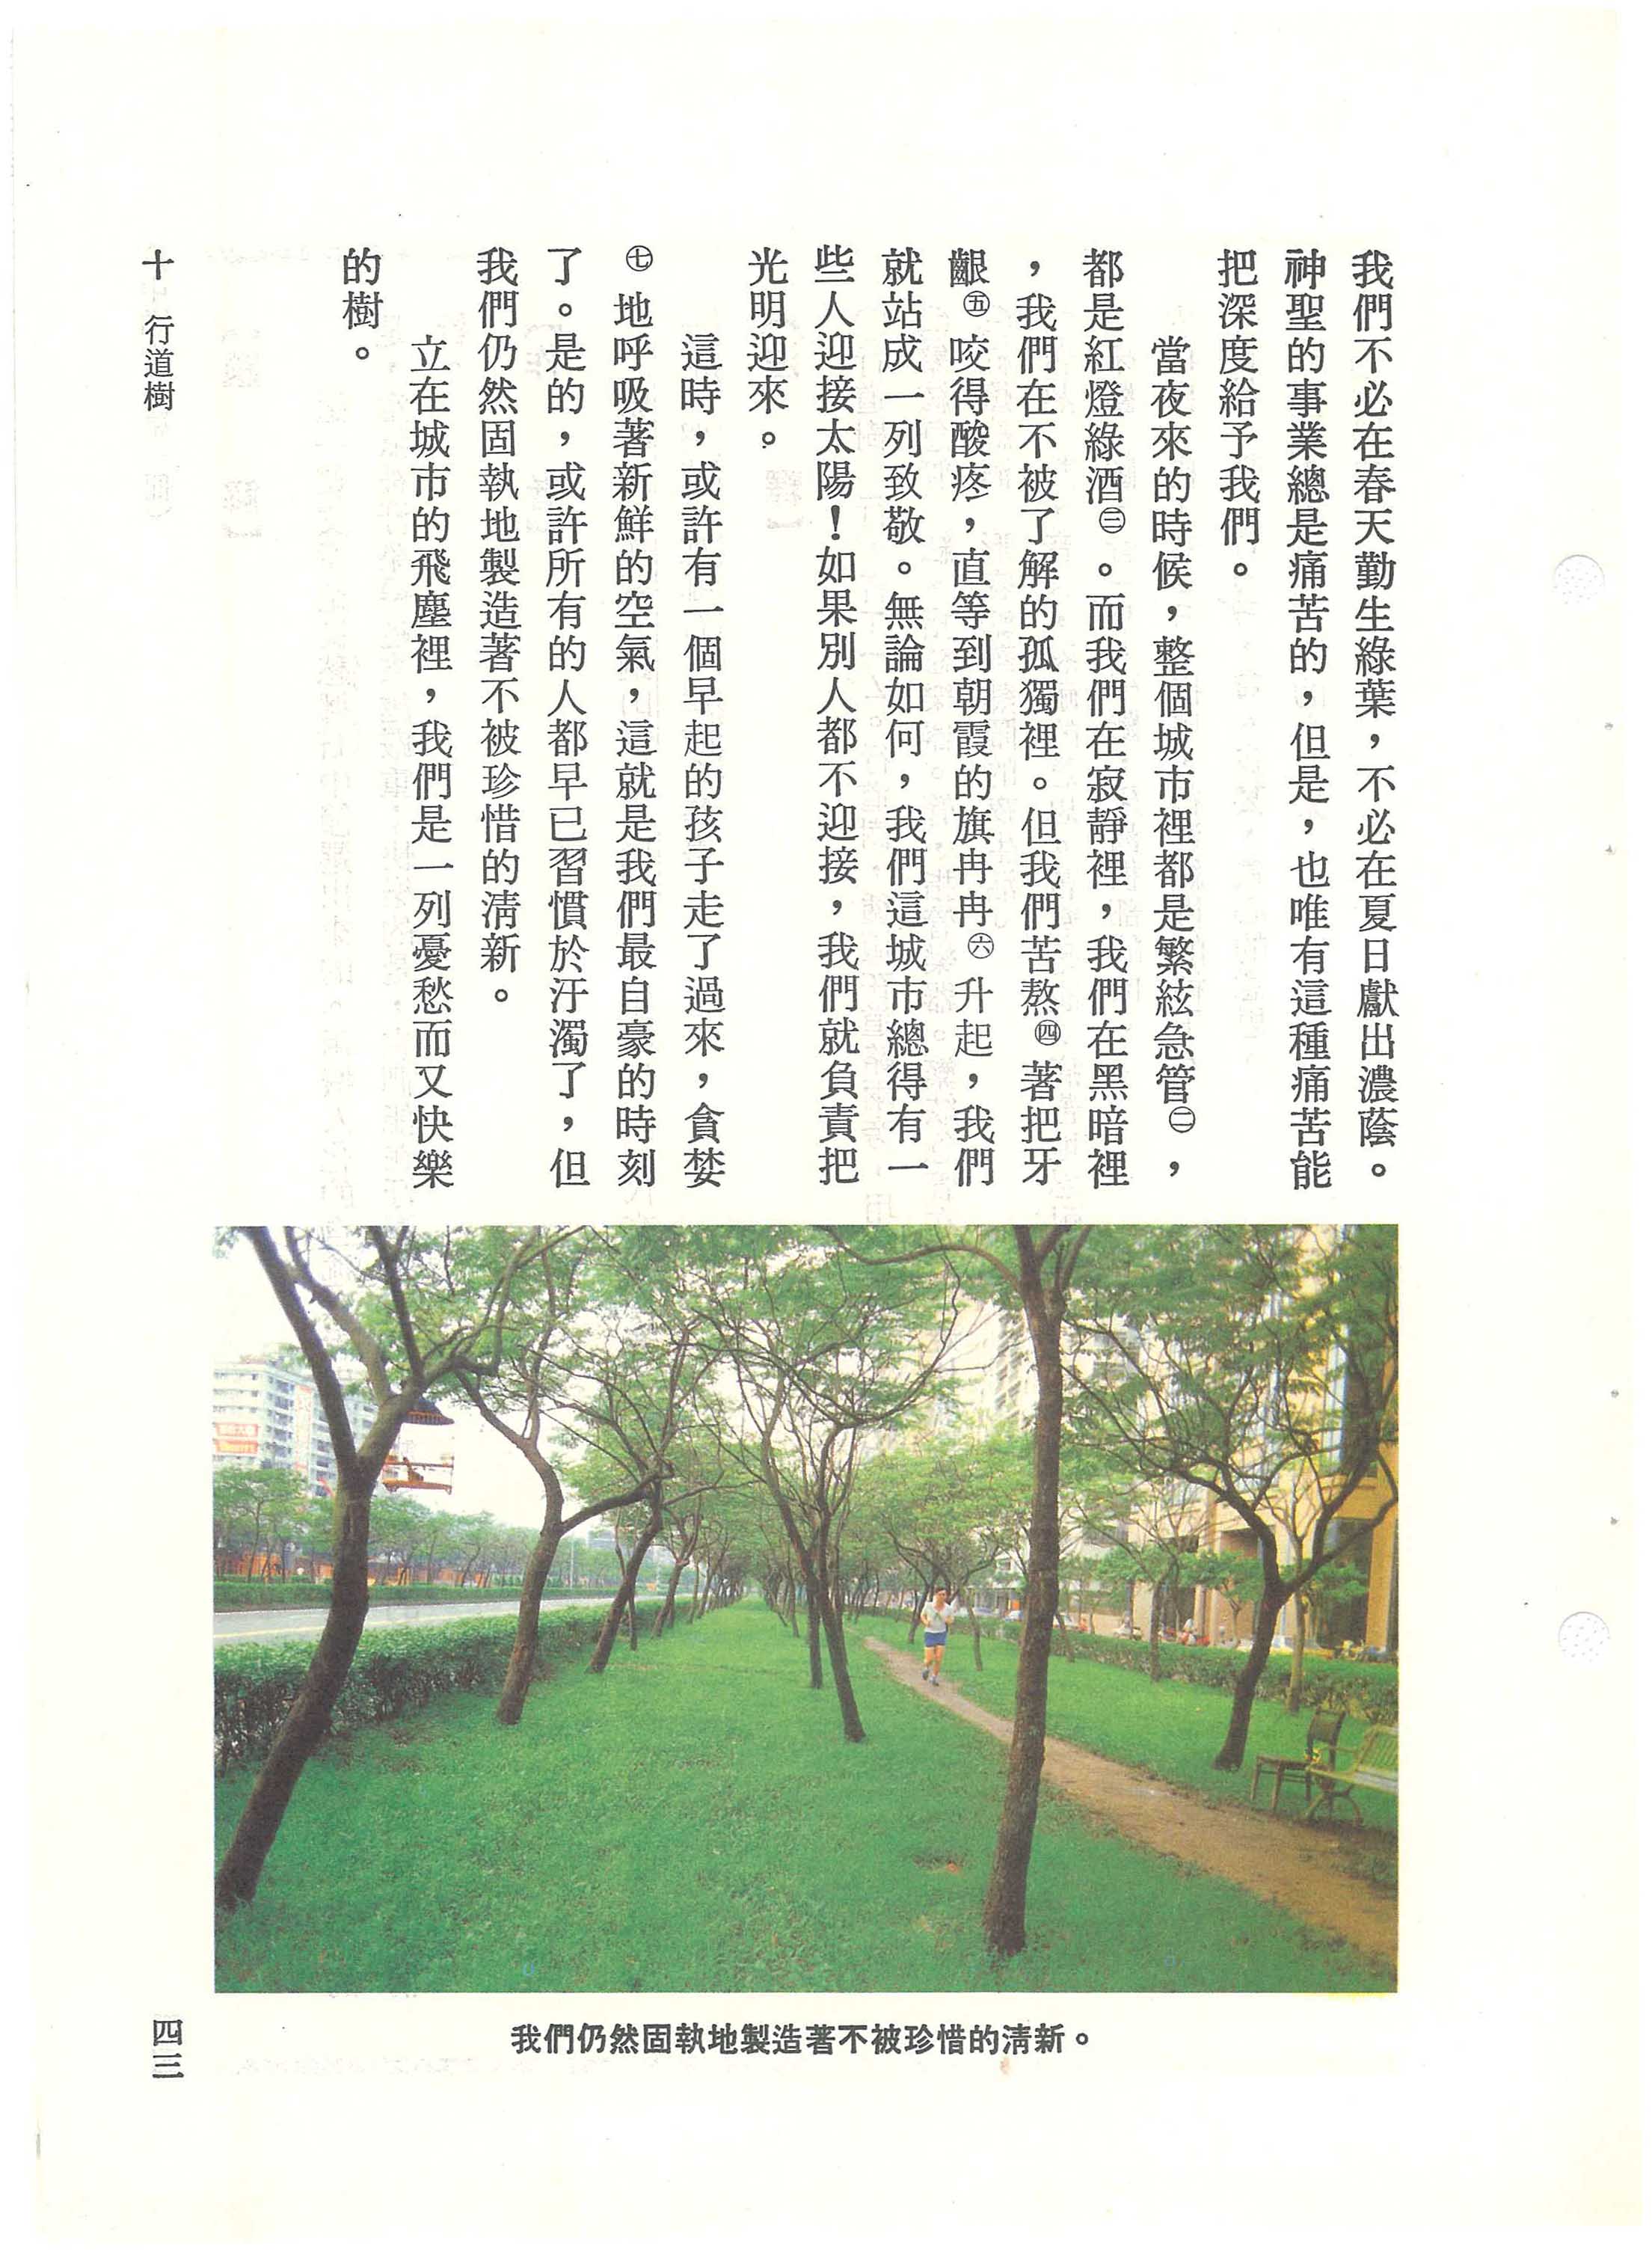 我們不必在春天勤生綠葉，不必在夏日獻出濃蔭。
神聖的事業總是痛苦的，但是，也唯有這種痛苦能
把深度給予我們。
當夜來的時候，整個城市裡都是繁絃急管㊁，
都是紅燈綠酒㊂。而我們在寂靜裡，我們在黑暗裡
，我們在不被了解的孤獨裡。但我們苦熬㊃著把牙
齦㊄咬得酸疼，直等到朝霞的旗冉冉㊅升起，我們
就站成一列致敬。無論如何，我們這城市總得有一
些人迎接太陽！如果別人都不迎接，我們就負責把
光明迎來。
這時，或許有一個早起的孩子走了過來，貪婪
㊆地呼吸著新鮮的空氣，這就是我們最自豪的時刻
了。是的，或許所有的人都早已習慣於汙濁了，但
我們仍然固執地製造著不被珍惜的清新。
立在城市的飛塵裡，我們是一列憂愁而又快樂
的樹。
我們仍然固執地製造著不被珍惜的清新。
十 行道樹
四三